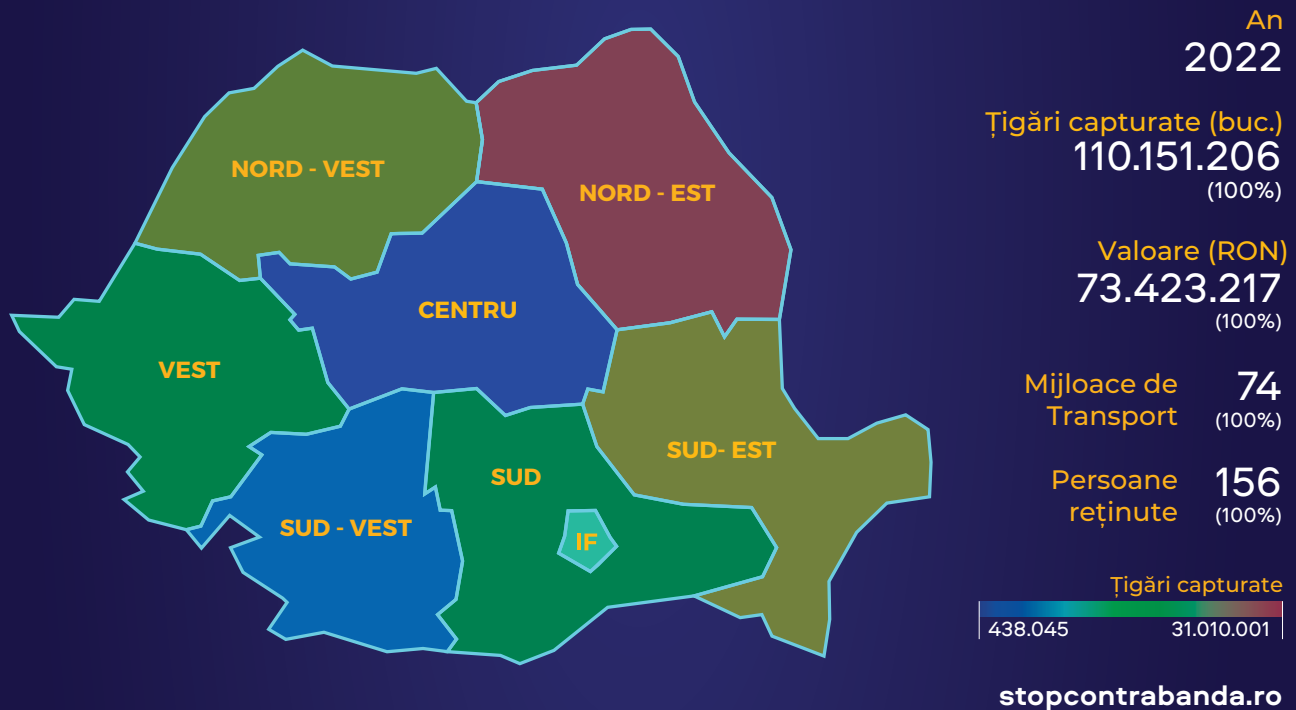 An
2022
Țigări capturate (buc.)
110.151.206
(100%)
Valoare (RON)
73.423.217
(100%)
Mijloace de
Transport
74
(100%)
Persoane
reținute
156
(100%)
Țigări capturate
438.045
31.010.001
stopcontrabanda.ro
NORD - VEST
NORD - EST
CENTRU
VEST
SUD- EST
SUD
SUD - VEST
IF